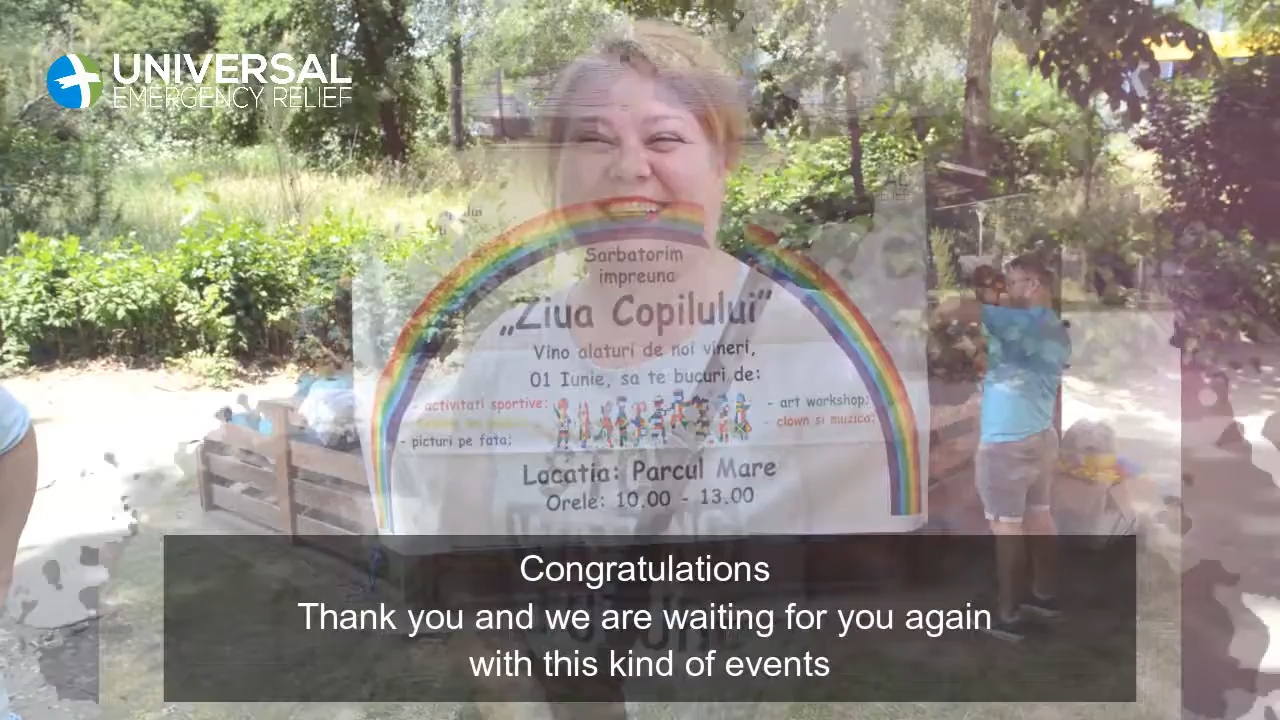 UNIVERSAL
EMERGENCY RELIEF
Sarbatorim
impreuna
„Ziua Copilului”
Vino alaturi de noi vineri,
01 Iunie, sa te bucuri de:
- activitati sportive;
- picturi pe fata;
- art workshop;
- clown si muzica;
Locatia: Parcul Mare
Orele: 10.00 - 13.00
Congratulations
Thank you and we are waiting for you again
with this kind of events